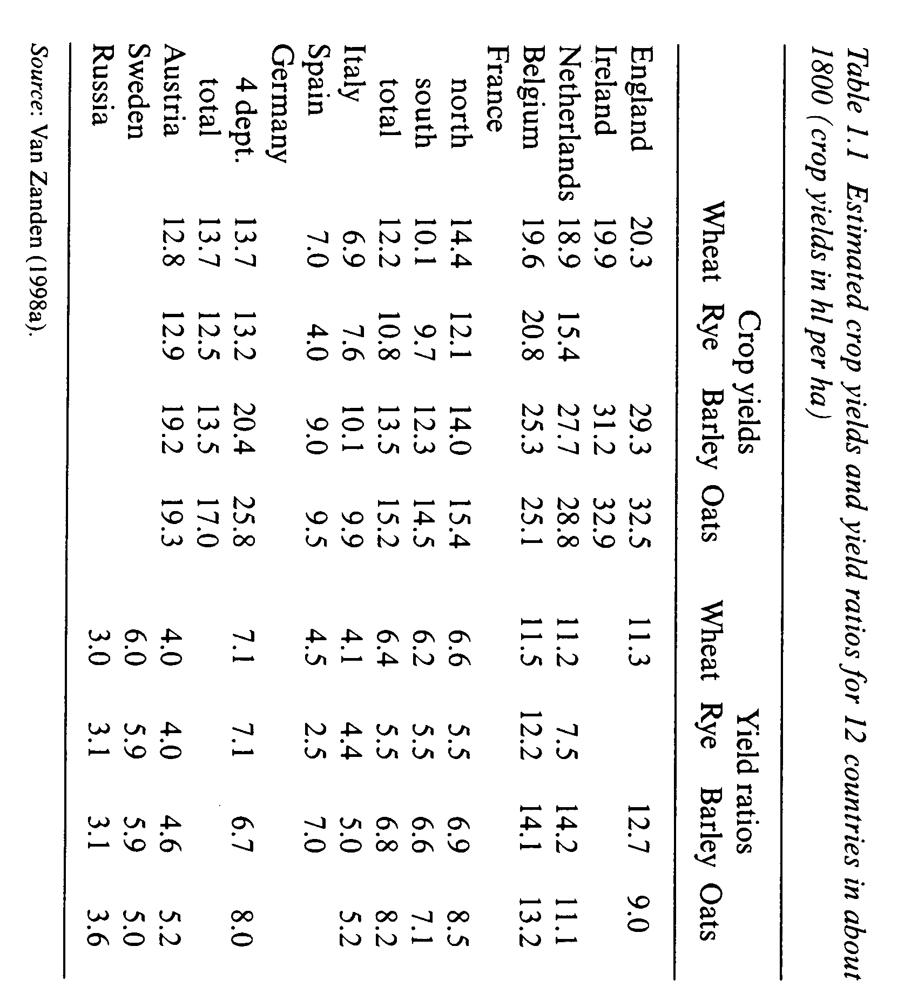 Table 1.1 Estimated crop yields and yield ratios for 12 countries in about
1800 (crop yields in hl per ha)
Crop yields Yield ratios
Wheat Rye Barley Oats Wheat Rye Barley Oats
England 20.3 29.3 32.5 11.3 12.7 9.0
Ireland 19.9 31.2 32.9
Netherlands 18.9 15.4 27.7 28.8 11.2 7.5 14.2 11.1
Belgium 19.6 20.8 25.3 25.1 11.5 12.2 14.1 13.2
France
north 14.4 12.1 14.0 15.4 6.6 5.5 6.9 8.5
south 10.1 9.7 12.3 14.5 6.2 5.5 6.6 7.1
total 12.2 10.8 13.5 15.2 6.4 5.5 6.8 8.2
Italy 6.9 7.6 10.1 9.9 4.1 4.4 5.0 5.2
Spain 7.0 4.0 9.0 9.5 4.5 2.5 7.0
Germany
4 dept. 13.7 13.2 20.4 25.8 7.1 7.1 6.7 8.0
total 13.7 12.5 13.5 17.0
Austria 12.8 12.9 19.2 19.3 4.0 4.0 4.6 5.2
Sweden 6.0 5.9 5.9 5.0
Russia 3.0 3.1 3.1 3.6
Source: Van Zanden (1998a).